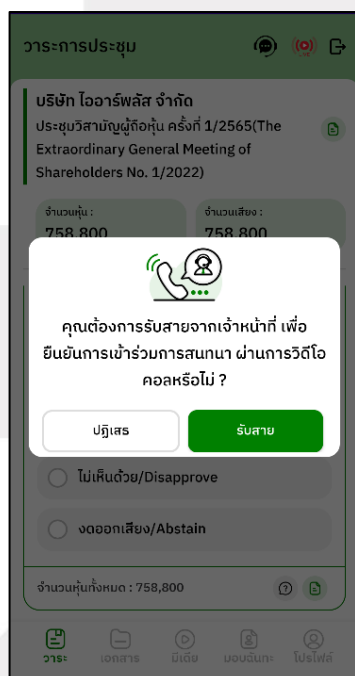 วาระการประชุม
บริษัท ไออาร์พลัส จำกัด
ประชุมวิสามัญผู้ถือหุ้น ครั้งที่ 1/2565(The
Extraordinary General Meeting of
Shareholders No. 1/2022)
จำนวนหุ้น :
758,800
จำนวนเสียง :
758,800
คุณต้องการรับสายจากเจ้าหน้าที่ เพื่อ
ยืนยันการเข้าร่วมการสนทนา ผ่านการวิดีโอ
คอลหรือไม่ ?
ปฏิเสธ
รับสาย
ไม่เห็นด้วย/Disapprove
งดออกเสียง/Abstain
จำนวนหุ้นทั้งหมด : 758,800
วาระ
เอกสาร
มีเดีย
มอบฉันทะ
โปรไฟล์